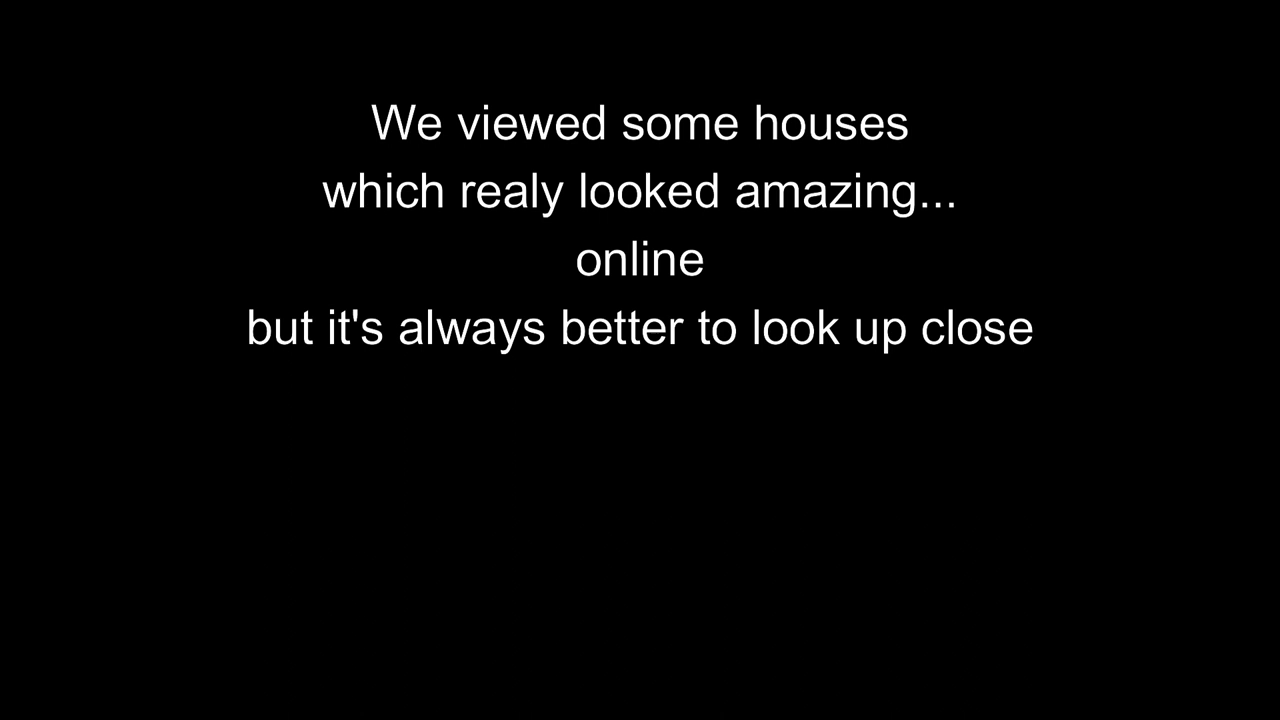 We viewed some houses
which realy looked amazing...
online
but it's always better to look up close